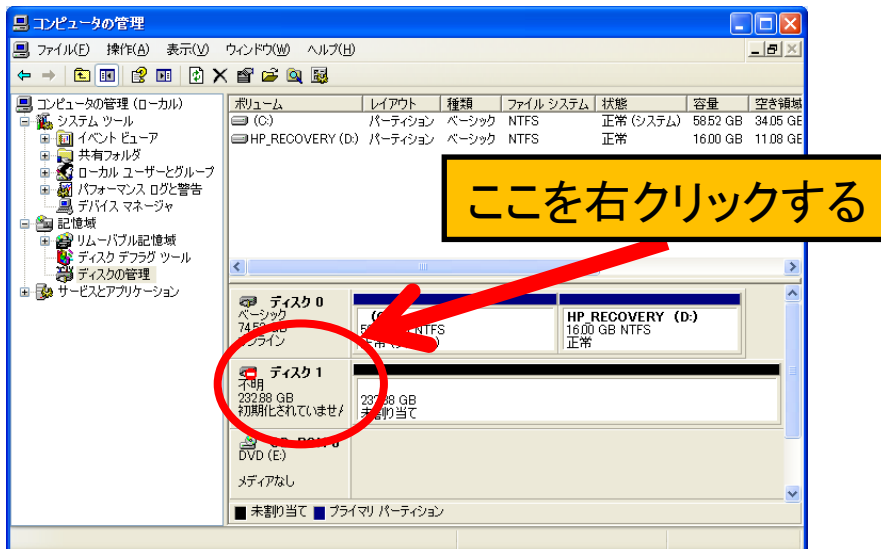 コンピュータの管理
ファイル(F) 操作(A) 表示(V) ウィンドウ(W) ヘルプ(H)
コンピュータの管理 (ローカル)
システム ツール
イベント ビューア
共有フォルダ
ローカル ユーザーとグループ
パフォーマンス ログと警告
デバイス マネージャ
記憶域
リムーバブル記憶域
ディスク デフラグ ツール
ディスクの管理
サービスとアプリケーション
ボリューム レイアウト 種類 ファイル システム 状態 容量 空き領域
(C:) パーティション ベーシック NTFS 正常 (システム) 58.52 GB 34.05 GE
HP_RECOVERY (D:) パーティション ベーシック NTFS 正常 16.00 GB 11.08 GE
ここを右クリックする
ディスク 0
ベーシック
74.52 GB
オンライン
NTFS
正常
HP_RECOVERY (D:)
16.00 GB NTFS
正常
ディスク 1
不明
232.88 GB
初期化されていませ
232.88 GB
未割り当て
DVD (E:)
メディアなし
未割り当て プライマリ パーティション